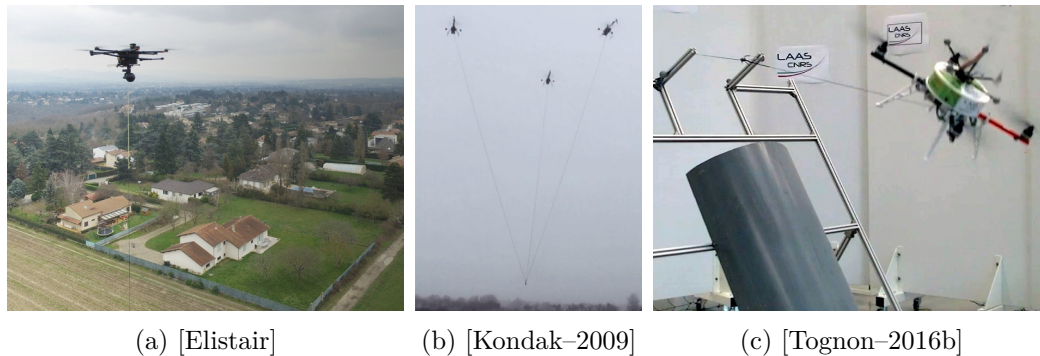 LAAS
CNRS
LAAS
CNRS
(a) [Elistair]
(b) [Kondak–2009]
(c) [Tognon–2016b]